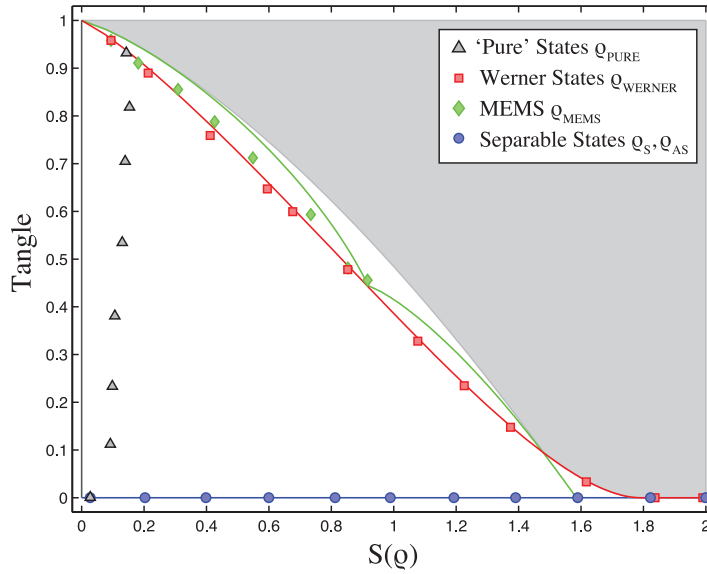 1
0.9
0.8
0.7
0.6
0.5
0.4
0.3
0.2
0.1
0
Tangle
'Pure' States ϱPURE
Werner States ϱWERNER
MEMS ϱMEMS
Separable States ϱS, ϱAS
0 0.2 0.4 0.6 0.8 1 1.2 1.4 1.6 1.8 2
S(ϱ)